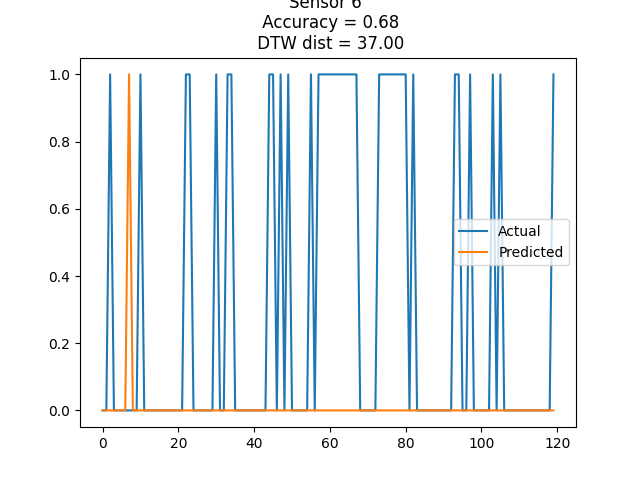 Sensor 6
Accuracy = 0.68
DTW dist = 37.00
1.0
0.8
0.6
0.4
0.2
0.0
Actual
Predicted
0 20 40 60 80 100 120